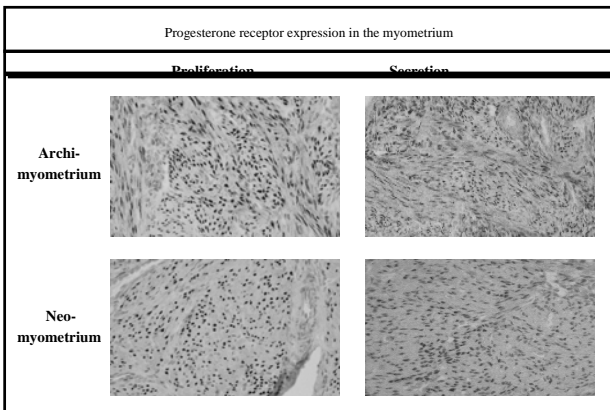 Progesterone receptor expression in the myometrium
Proliferation Secretion
Archi-
myometrium
Neo-
myometrium